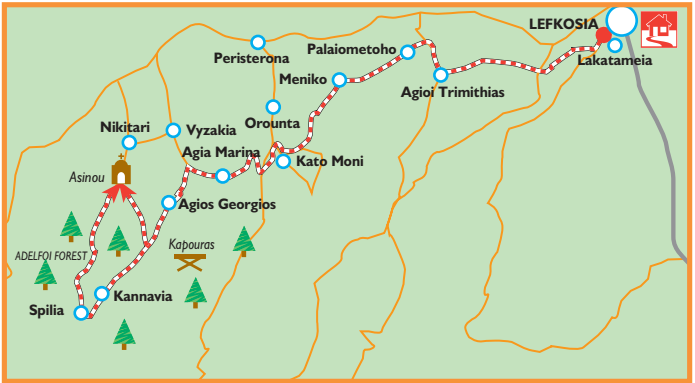 LEFKOSIA
Palaiometoho
Peristerona
Lakatameia
Meniko
Agioi Trimithias
Orounta
Nikitari
Vyzakia
Agia Marina
Kato Moni
Asinou
Agios Georgios
Kapouras
ADELFOI FOREST
Kannavia
Spilia